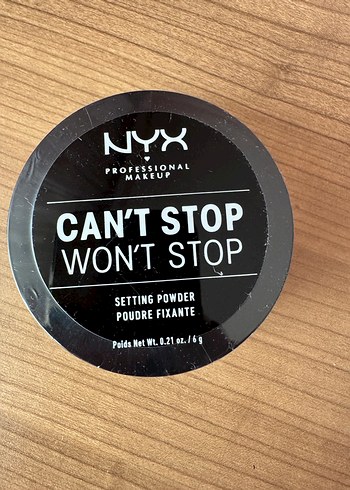 NYX
PROFESSIONAL
MAKEUP
CAN'T STOP
WON'T STOP
SETTING POWDER
POUDRE FIXANTE
Poids Net Wt. 0.21 oz. / 6 g